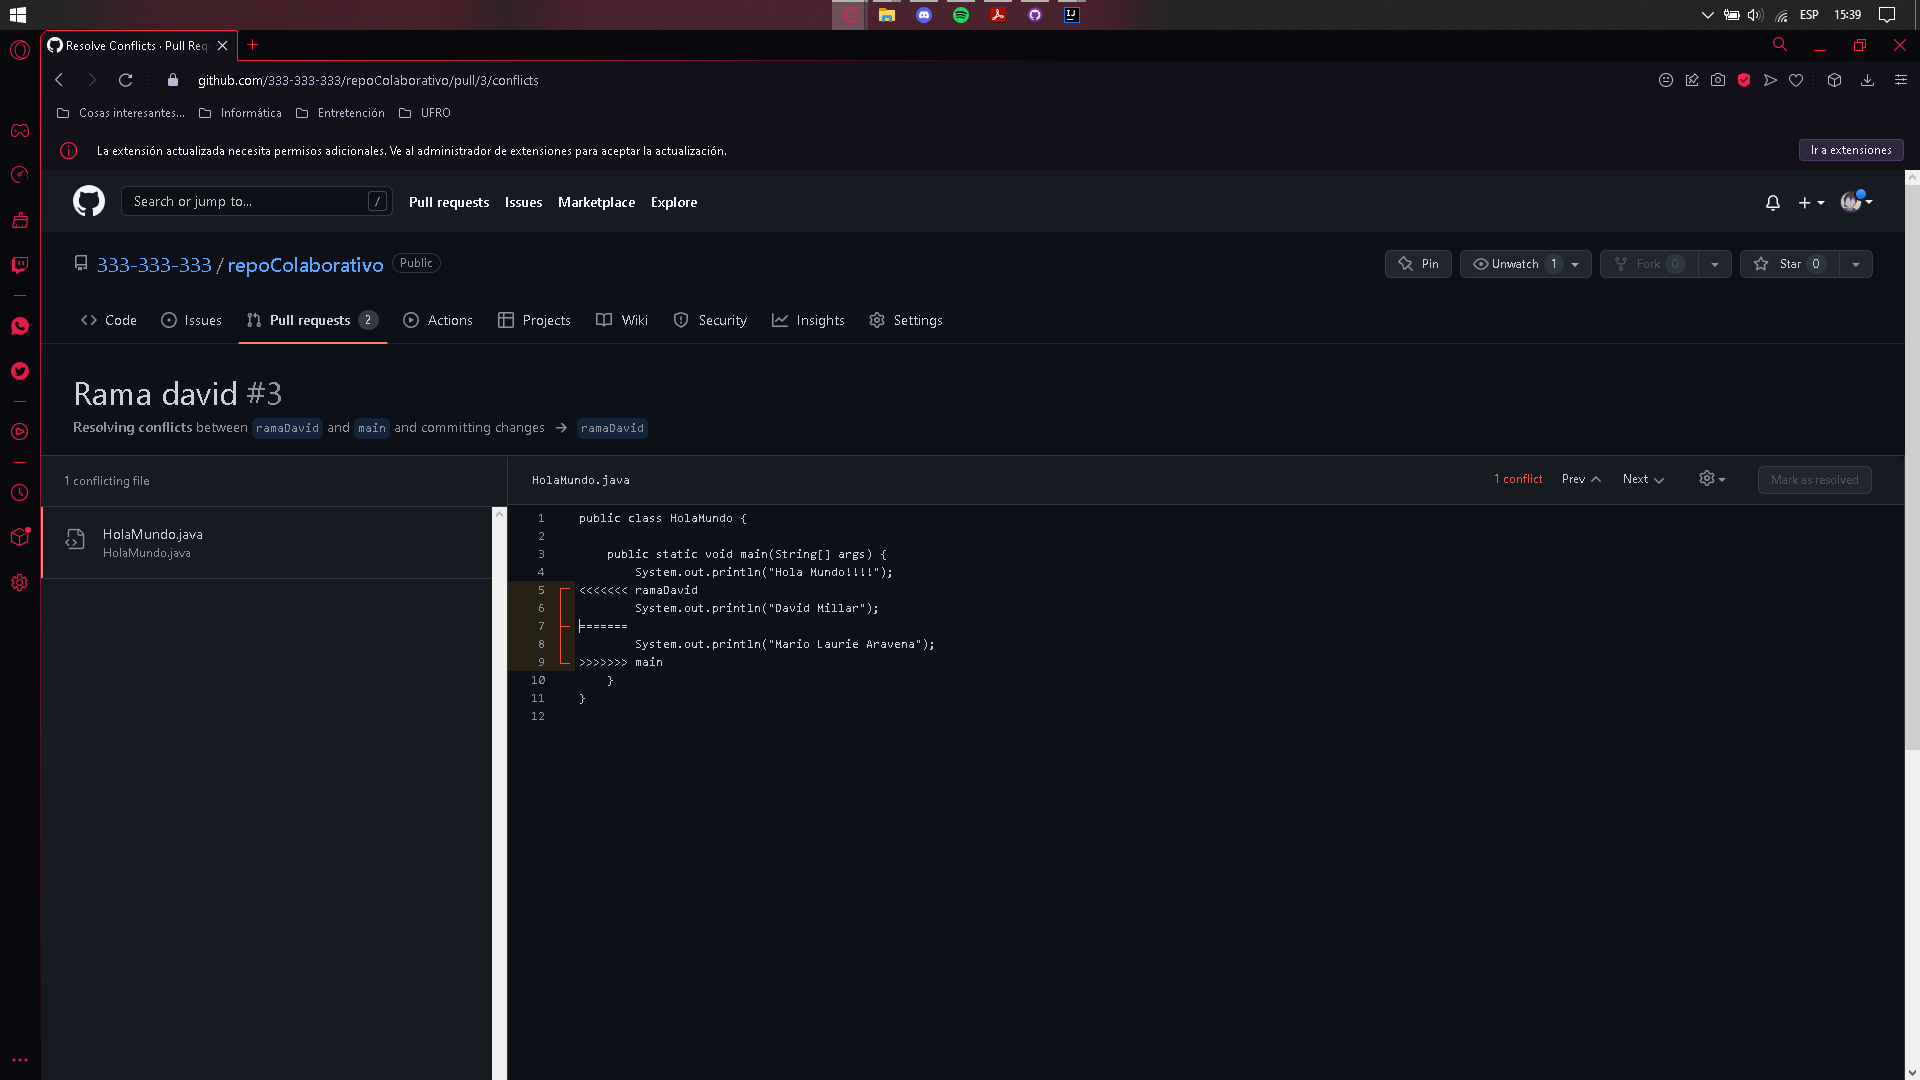 ESP 15:39
Resolve Conflicts · Pull Req
github.com/333-333-333/repoColaborativo/pull/3/conflicts
Cosas interesantes... Informática Entretención UFRO
La extensión actualizada necesita permisos adicionales. Ve al administrador de extensiones para aceptar la actualización. Ir a extensiones
Search or jump to... / Pull requests Issues Marketplace Explore
333-333-333 / repoColaborativo Public Pin Unwatch 1 Fork 0 Star 0
Code Issues Pull requests 2 Actions Projects Wiki Security Insights Settings
Rama david #3
Resolving conflicts between ramaDavid and main and committing changes → ramaDavid
1 conflicting file
HolaMundo.java
HolaMundo.java
HolaMundo.java 1 conflict Prev Next Mark as resolved
1 public class HolaMundo {
2
3 public static void main(String[] args) {
4 System.out.println("Hola Mundo!!!!");
5 <<<<<<< ramaDavid
6 System.out.println("David Millar");
7 =======
8 System.out.println("Mario Laurie Aravena");
9 >>>>>>> main
10 }
11 }
12